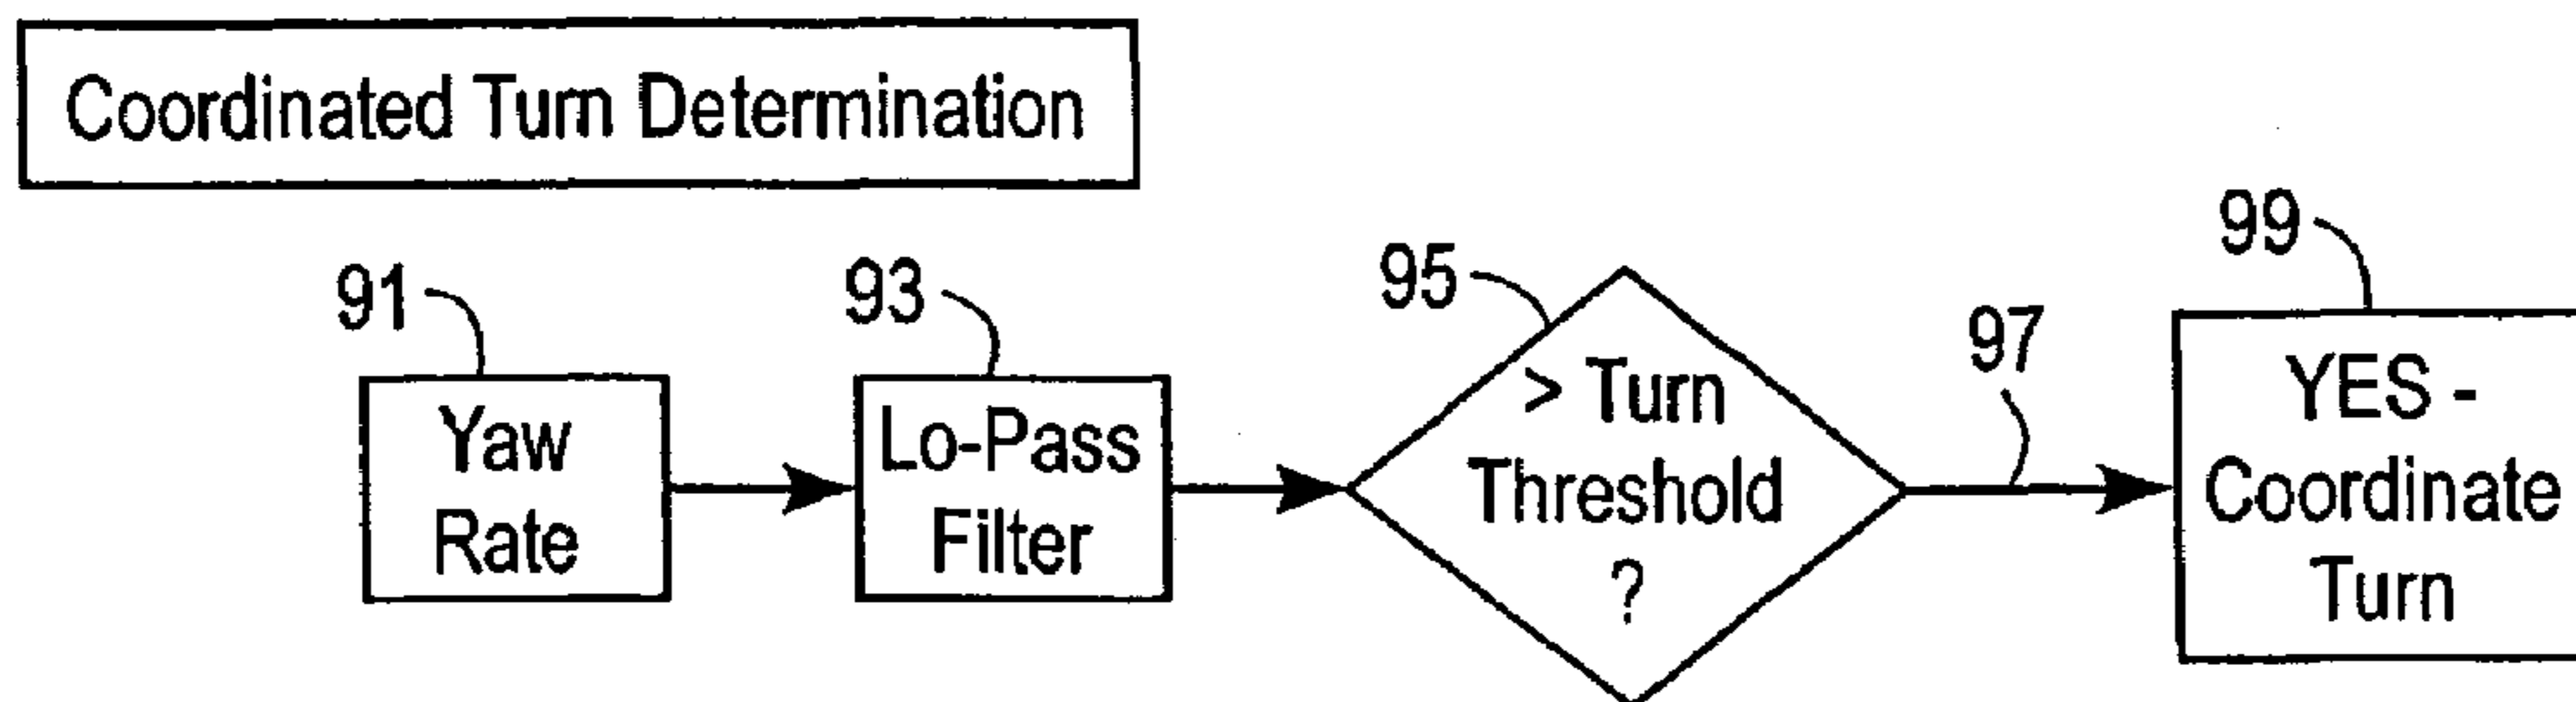 Coordinated Turn Determination
91
Yaw
Rate
93
Lo-Pass
Filter
95
> Turn
Threshold
?
97
99
YES -
Coordinate
Turn